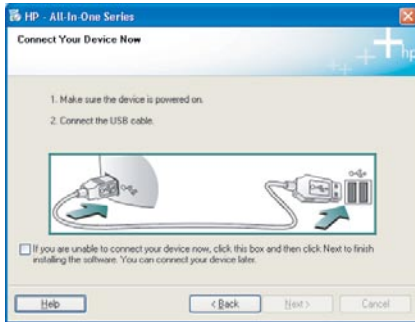 HP - All-In-One Series
Connect Your Device Now
hp
1. Make sure the device is powered on.
2. Connect the USB cable.
If you are unable to connect your device now, click this box and then click Next to finish
installing the software. You can connect your device later.
Help
< Back
Next >
Cancel